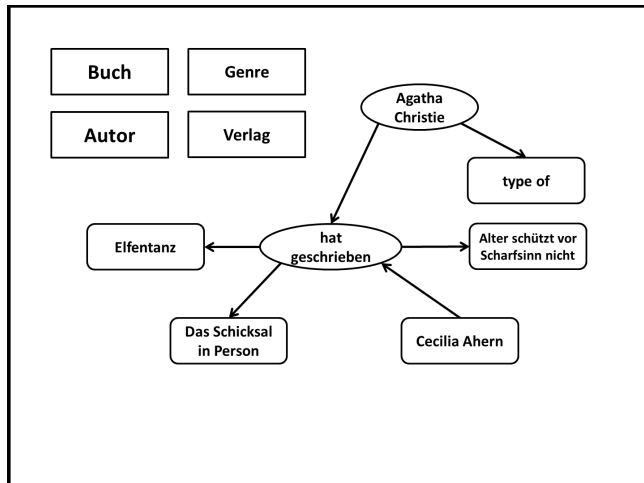 Buch
Genre
Autor
Verlag
Agatha
Christie
type of
Elfentanz
hat
geschrieben
Alter schützt vor
Scharfsinn nicht
Das Schicksal
in Person
Cecilia Ahern